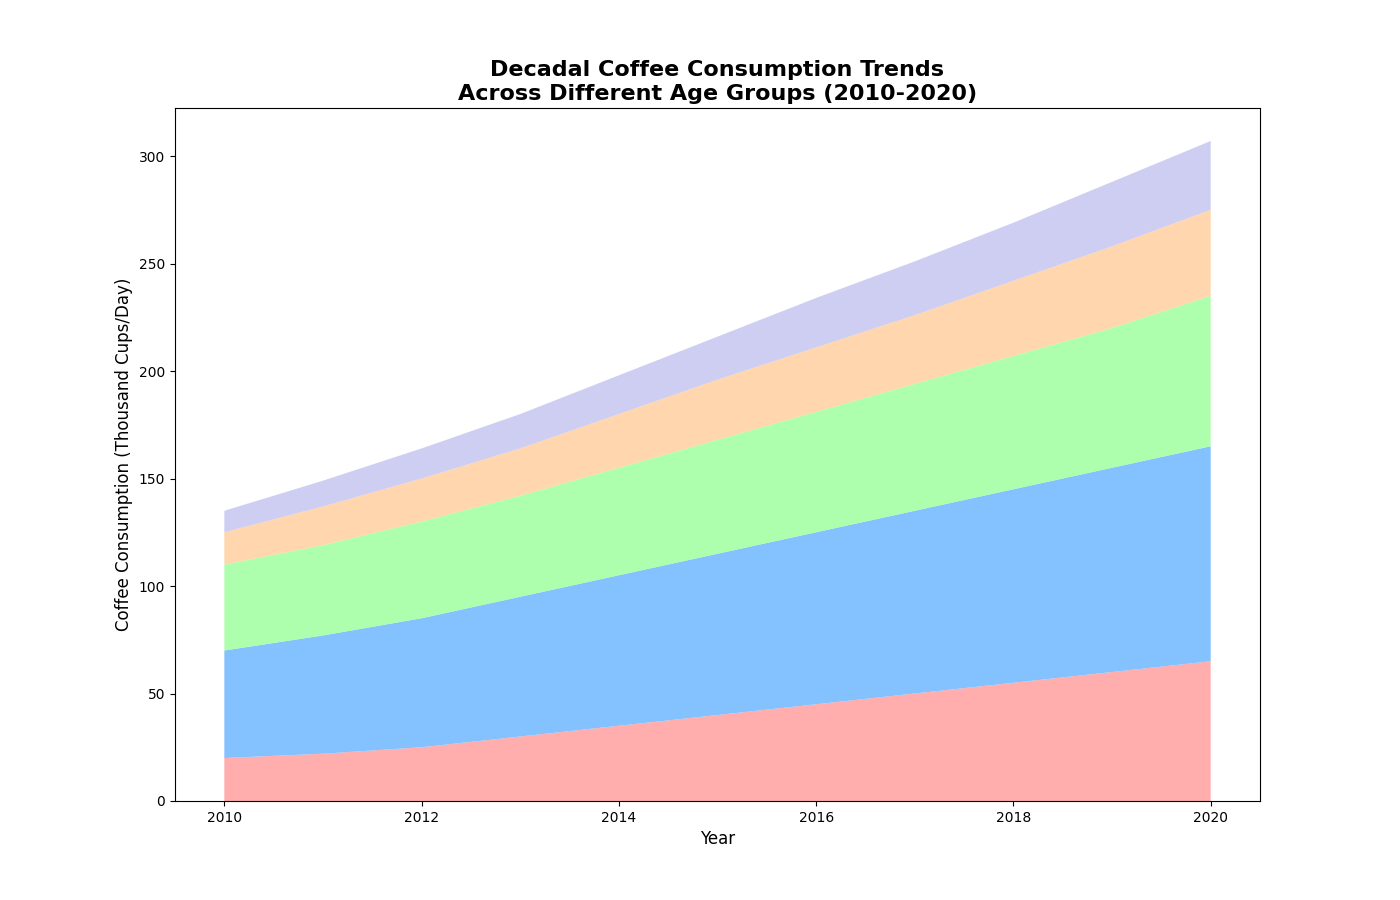 Decadal Coffee Consumption Trends
Across Different Age Groups (2010-2020)
Coffee Consumption (Thousand Cups/Day)
300
250
200
150
100
50
0
2010 2012 2014 2016 2018 2020
Year